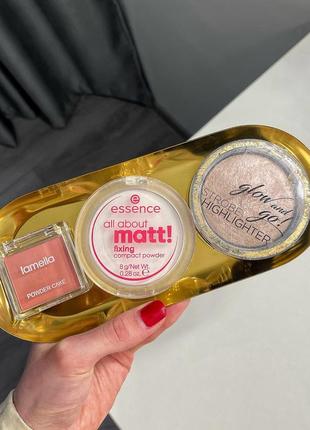 lamella
POWDER CAKE
essence
all about
matt!
fixing
compact powder
8 g/Net Wt.
0.28 oz.
glow and
go
STROBE
HIGHLIGHTER